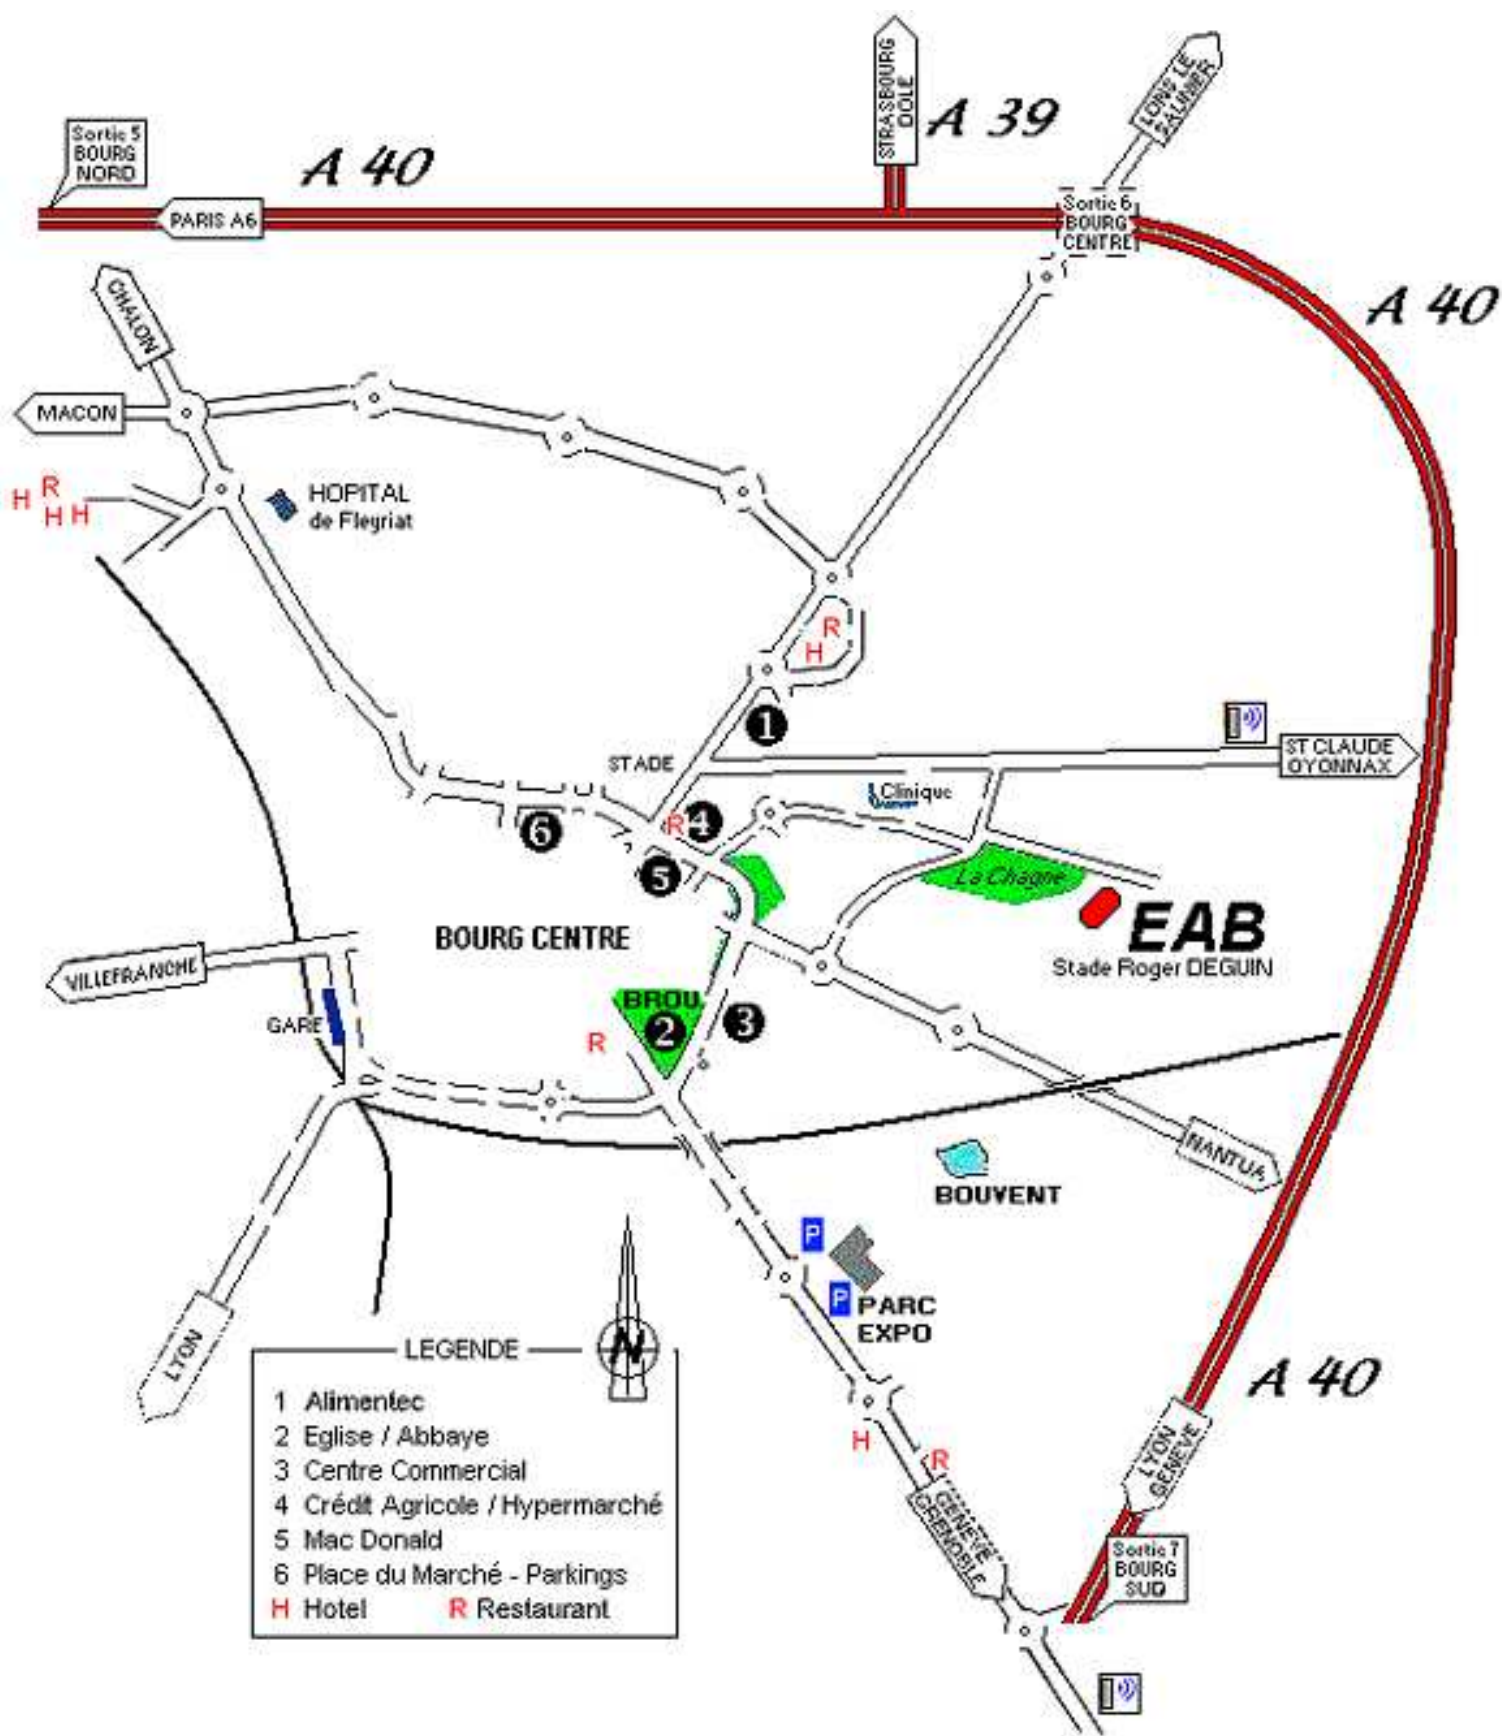 STRASBOURG
DOLE
A 39
LONS LE
SAUNIER
Sortie 5
BOURG
NORD
A 40
PARIS A6
Sortie 6
BOURG
CENTRE
A 40
CHALON
MACON
H R
H H
HOPITAL
de Fleyriat
R
H
1
STADE
ST CLAUDE
OYONNAX
Clinique
R 4
6
5
La Chagne
EAB
Stade Roger DEGUIN
BOURG CENTRE
VILLEFRANCHE
GARE
BROU
2
3
R
NANTUA
BOUVENT
P
P
PARC
EXPO
LYON
N
A 40
LYON
GENEVE
H
R
GENEVE
GRENOBLE
Sortie 7
BOURG
SUD
LEGENDE
1 Alimentec
2 Eglise / Abbaye
3 Centre Commercial
4 Crédit Agricole / Hypermarché
5 Mac Donald
6 Place du Marché - Parkings
H Hotel R Restaurant